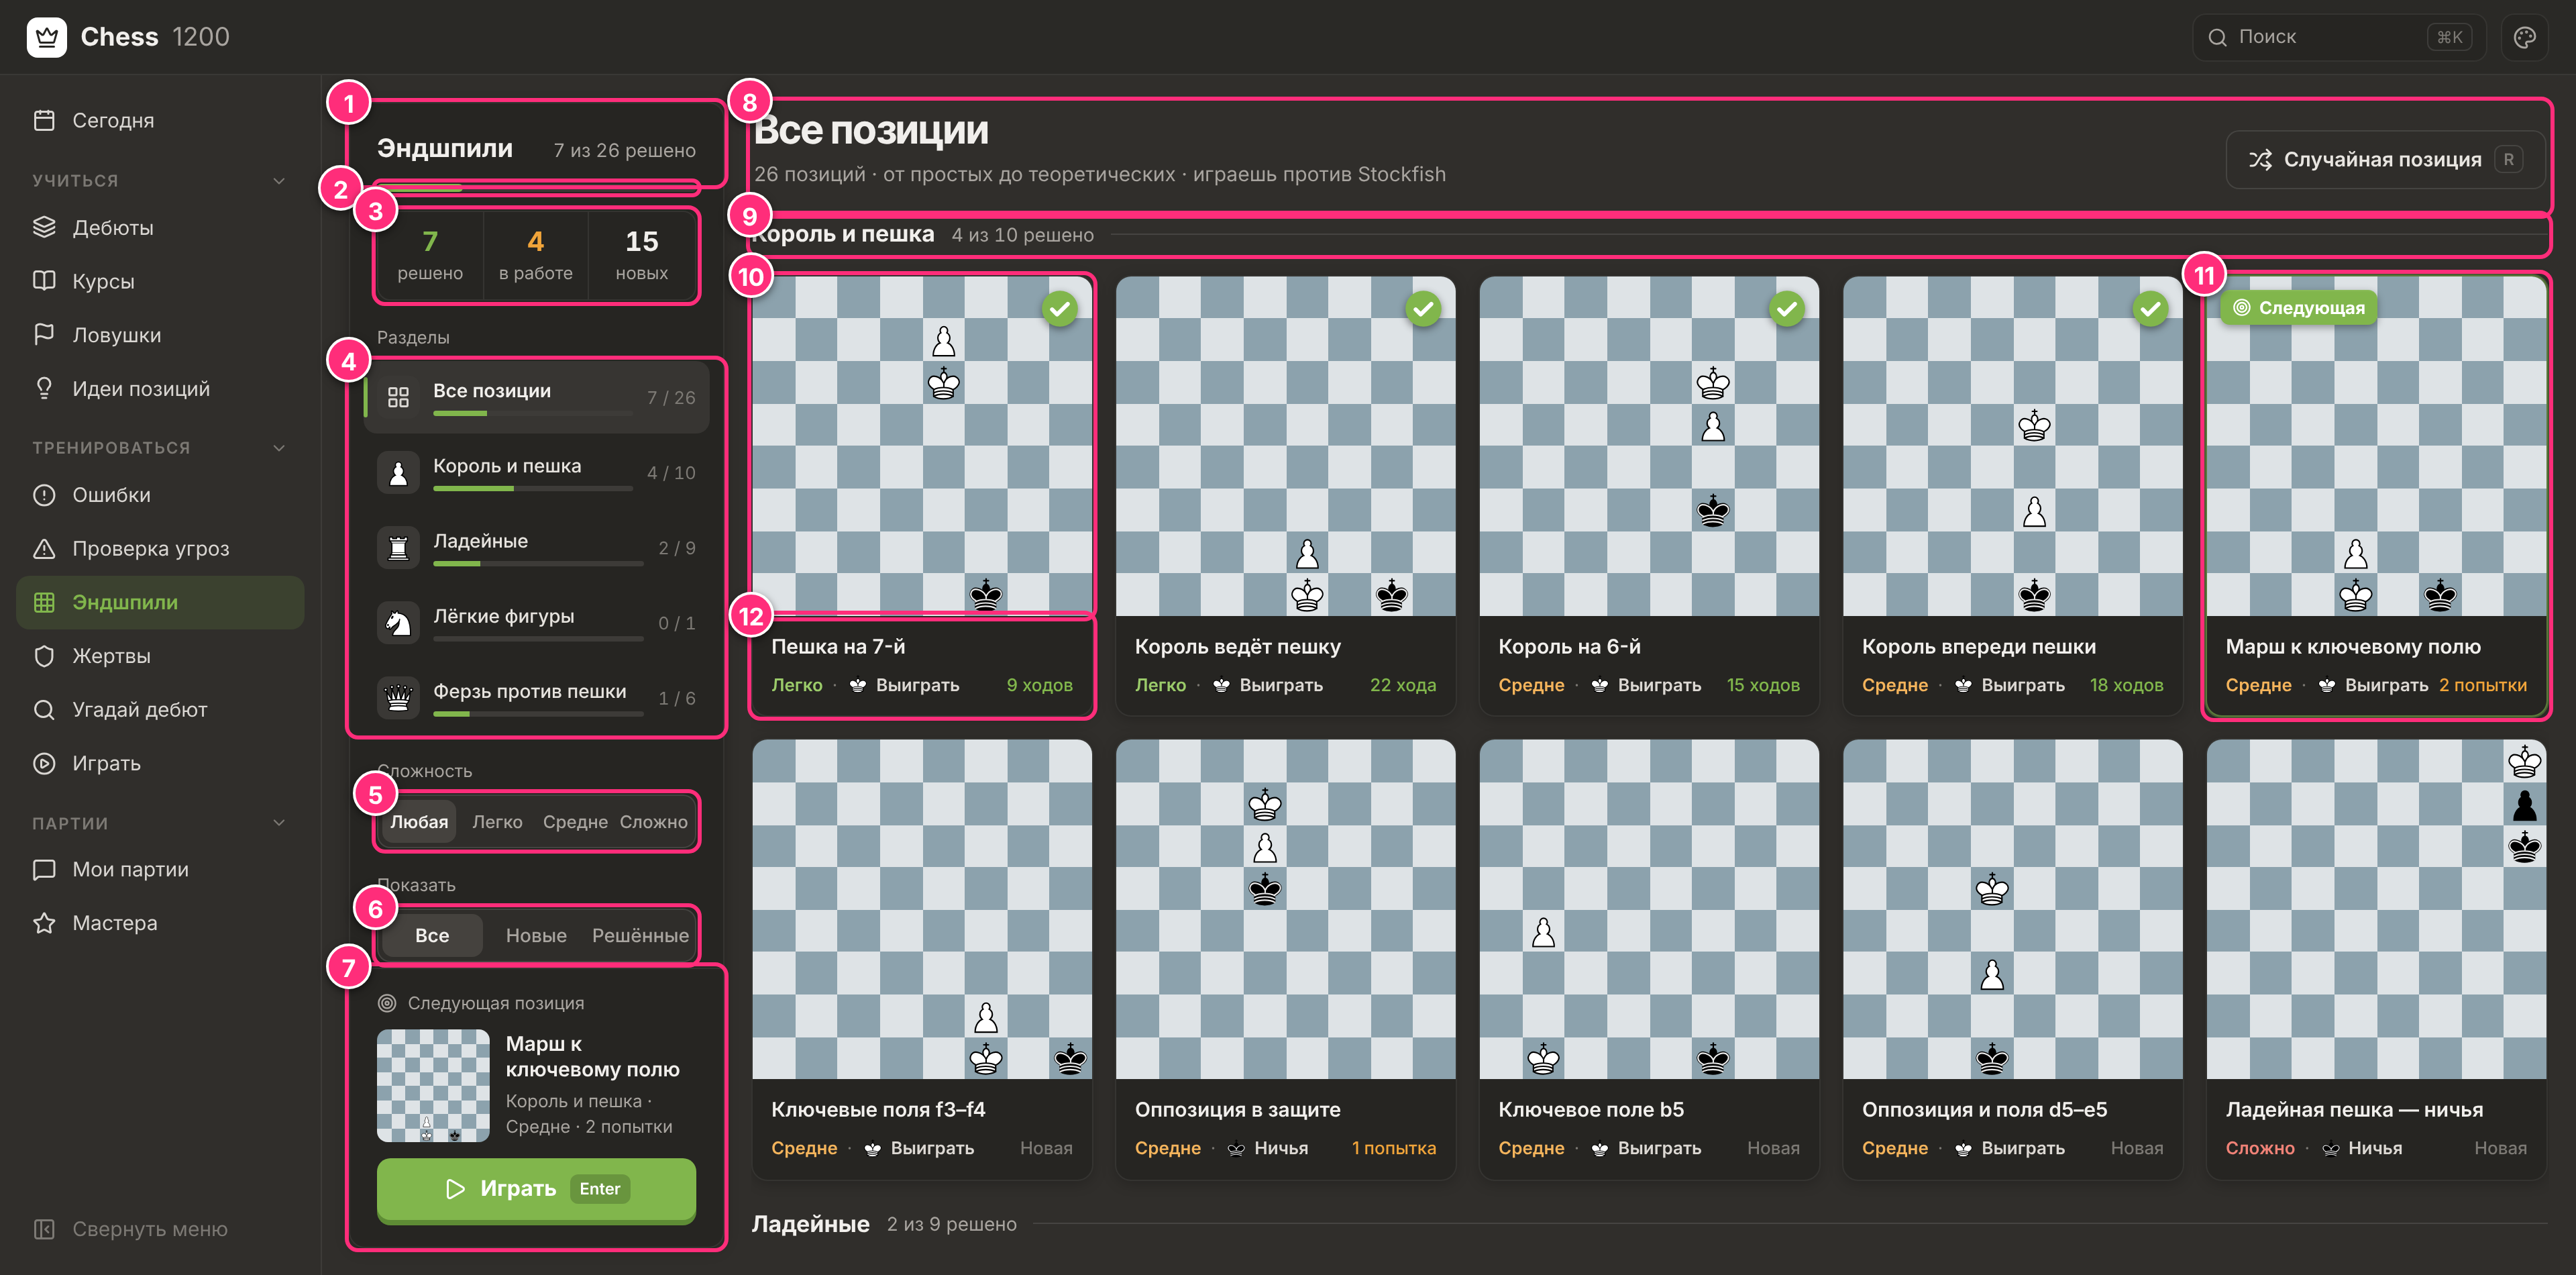 Chess 1200
Поиск ⌘K
Сегодня
УЧИТЬСЯ
Дебюты
Курсы
Ловушки
Идеи позиций
ТРЕНИРОВАТЬСЯ
Ошибки
Проверка угроз
Эндшпили
Жертвы
Угадай дебют
Играть
ПАРТИИ
Мои партии
Мастера
Свернуть меню
1
Эндшпили 7 из 26 решено
2
3
7 4 15
решено в работе новых
Разделы
4
Все позиции 7 / 26
Король и пешка 4 / 10
Ладейные 2 / 9
Лёгкие фигуры 0 / 1
Ферзь против пешки 1 / 6
Сложность
5
Любая Легко Средне Сложно
Показать
6
Все Новые Решённые
7
Следующая позиция
Марш к
ключевому полю
Король и пешка ·
Средне · 2 попытки
Играть Enter
8
Все позиции
26 позиций · от простых до теоретических · играешь против Stockfish
Случайная позиция R
9
Король и пешка 4 из 10 решено
10
11
Следующая
12
Пешка на 7-й
Легко · Выиграть 9 ходов
Король ведёт пешку
Легко · Выиграть 22 хода
Король на 6-й
Средне · Выиграть 15 ходов
Король впереди пешки
Средне · Выиграть 18 ходов
Марш к ключевому полю
Средне · Выиграть 2 попытки
Ключевые поля f3–f4
Средне · Выиграть Новая
Оппозиция в защите
Средне · Ничья 1 попытка
Ключевое поле b5
Средне · Выиграть Новая
Оппозиция и поля d5–e5
Средне · Выиграть Новая
Ладейная пешка — ничья
Сложно · Ничья Новая
Ладейные 2 из 9 решено